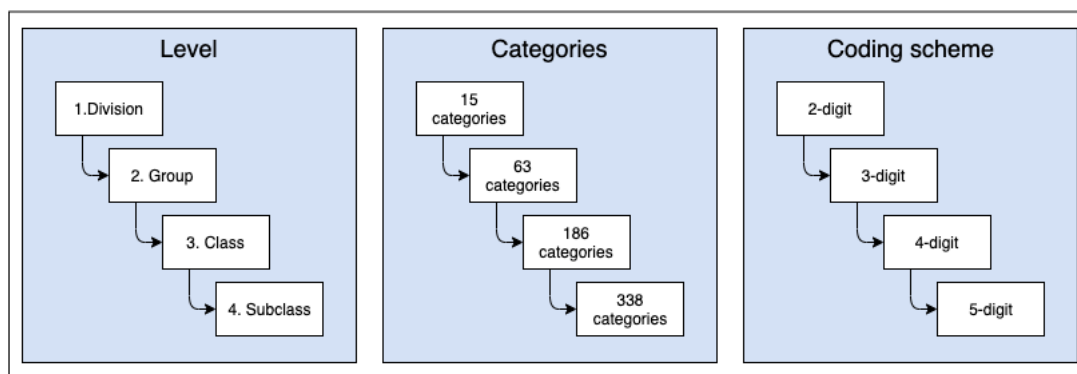 Level
1.Division
2. Group
3. Class
4. Subclass
Categories
15
categories
63
categories
186
categories
338
categories
Coding scheme
2-digit
3-digit
4-digit
5-digit